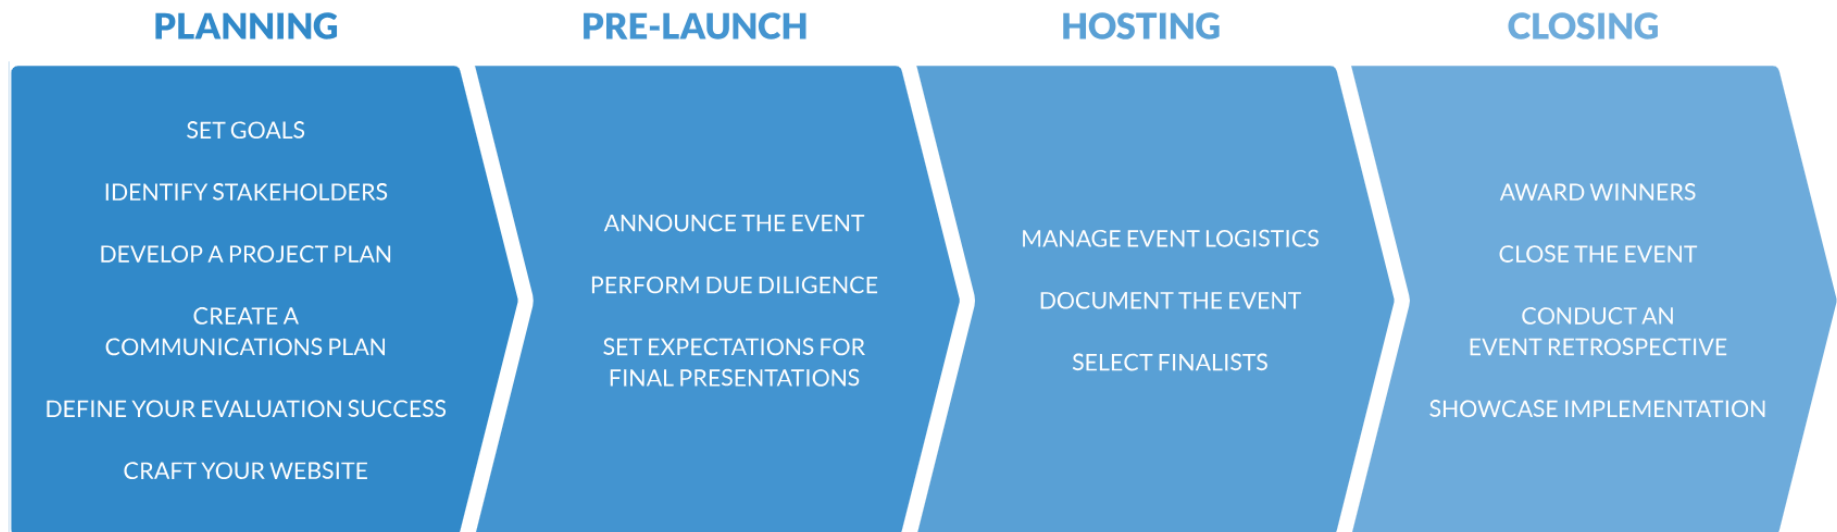 PLANNING
SET GOALS
IDENTIFY STAKEHOLDERS
DEVELOP A PROJECT PLAN
CREATE A
COMMUNICATIONS PLAN
DEFINE YOUR EVALUATION SUCCESS
CRAFT YOUR WEBSITE
PRE-LAUNCH
ANNOUNCE THE EVENT
PERFORM DUE DILIGENCE
SET EXPECTATIONS FOR
FINAL PRESENTATIONS
HOSTING
MANAGE EVENT LOGISTICS
DOCUMENT THE EVENT
SELECT FINALISTS
CLOSING
AWARD WINNERS
CLOSE THE EVENT
CONDUCT AN
EVENT RETROSPECTIVE
SHOWCASE IMPLEMENTATION